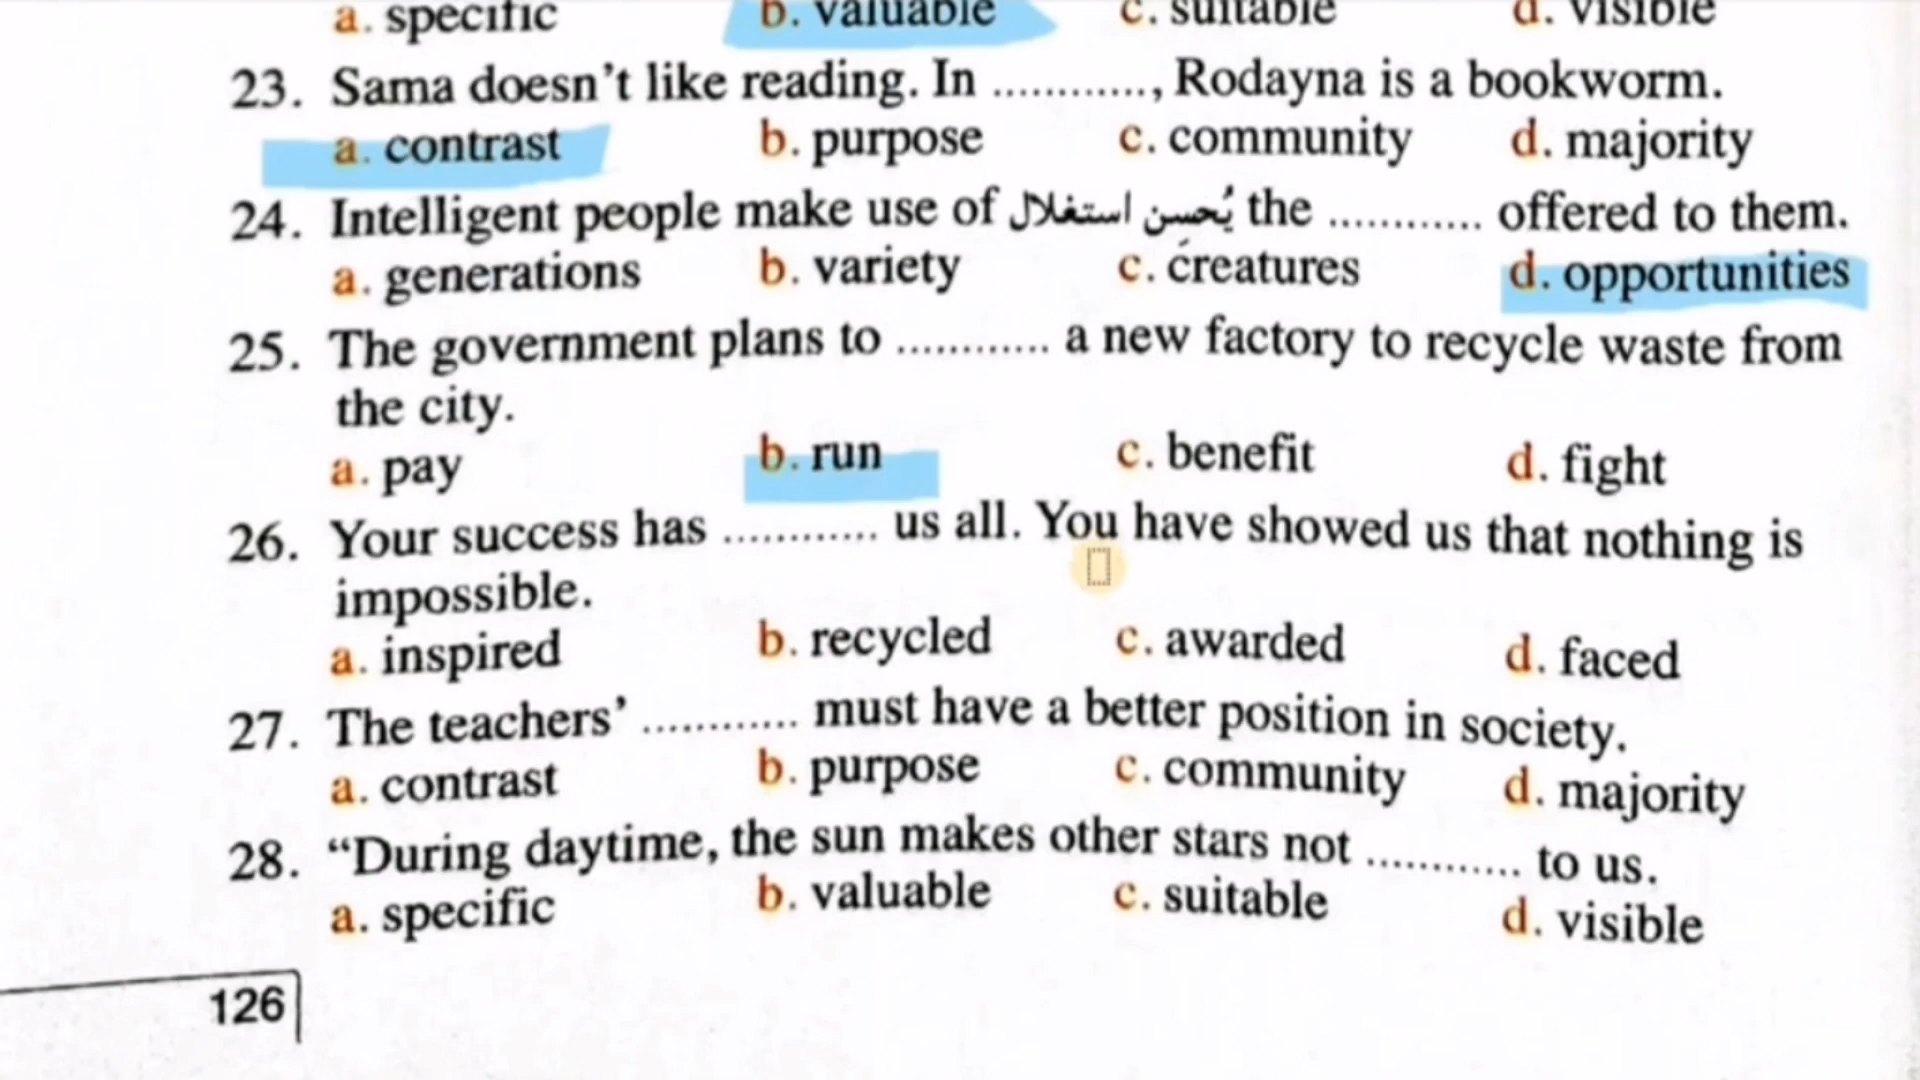 a. specific b. valuable c. suitable d. visible
23. Sama doesn't like reading. In ............, Rodayna is a bookworm.
a. contrast b. purpose c. community d. majority
24. Intelligent people make use of يُحسِن استغلال the ............ offered to them.
a. generations b. variety c. creatures d. opportunities
25. The government plans to ............ a new factory to recycle waste from
the city.
a. pay b. run c. benefit d. fight
26. Your success has ............ us all. You have showed us that nothing is
impossible.
a. inspired b. recycled c. awarded d. faced
27. The teachers' ............ must have a better position in society.
a. contrast b. purpose c. community d. majority
28. “During daytime, the sun makes other stars not ............ to us.
a. specific b. valuable c. suitable d. visible
126